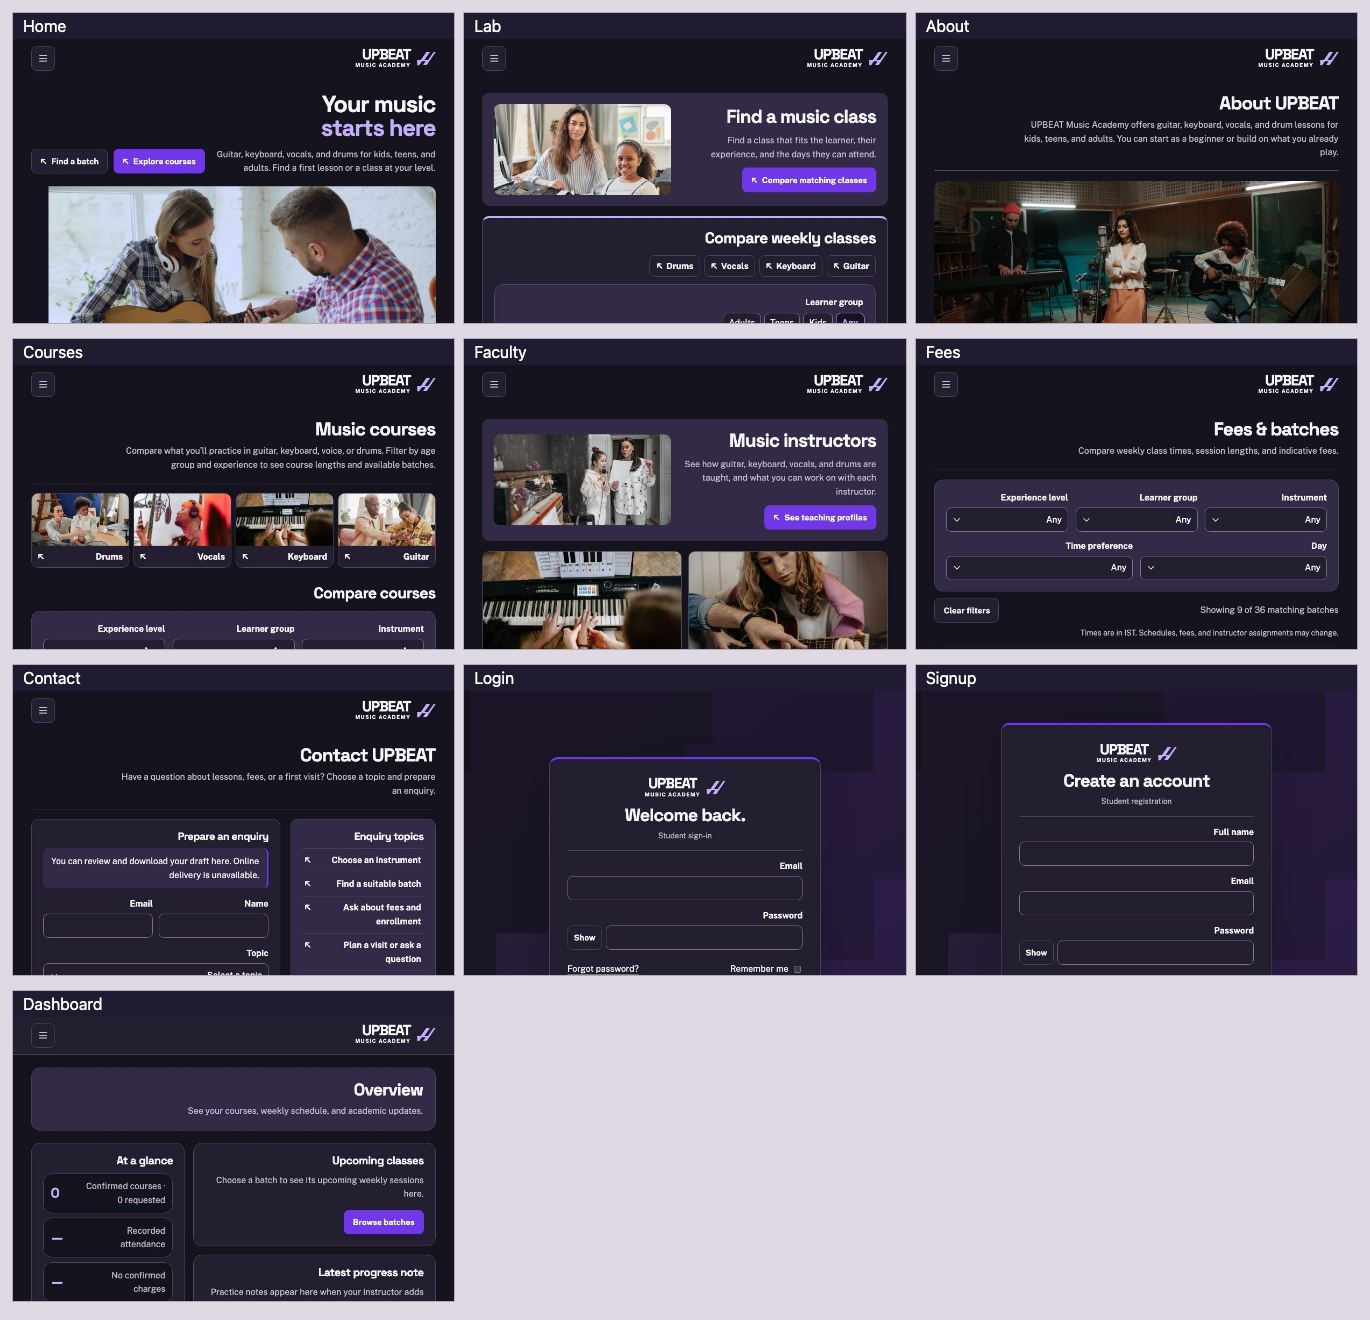 Home
UPBEAT
MUSIC ACADEMY
Your music
starts here
Guitar, keyboard, vocals, and drums for kids, teens, and
adults. Find a first lesson or a class at your level.
Explore courses
Find a batch
Lab
UPBEAT
MUSIC ACADEMY
Find a music class
Find a class that fits the learner, their
experience, and the days they can attend.
Compare matching classes
Compare weekly classes
Drums
Vocals
Keyboard
Guitar
Learner group
Adults
Teens
Kids
Any
About
UPBEAT
MUSIC ACADEMY
About UPBEAT
UPBEAT Music Academy offers guitar, keyboard, vocals, and drum lessons for
kids, teens, and adults. You can start as a beginner or build on what you already
play.
Courses
UPBEAT
MUSIC ACADEMY
Music courses
Compare what you'll practice in guitar, keyboard, voice, or drums. Filter by age
group and experience to see course lengths and available batches.
Drums
Vocals
Keyboard
Guitar
Compare courses
Experience level
Learner group
Instrument
Faculty
UPBEAT
MUSIC ACADEMY
Music instructors
See how guitar, keyboard, vocals, and drums are
taught, and what you can work on with each
instructor.
See teaching profiles
Fees
UPBEAT
MUSIC ACADEMY
Fees & batches
Compare weekly class times, session lengths, and indicative fees.
Experience level
Learner group
Instrument
Any
Any
Any
Time preference
Day
Any
Any
Clear filters
Showing 9 of 36 matching batches
Times are in IST. Schedules, fees, and instructor assignments may change.
Contact
UPBEAT
MUSIC ACADEMY
Contact UPBEAT
Have a question about lessons, fees, or a first visit? Choose a topic and prepare
an enquiry.
Prepare an enquiry
You can review and download your draft here. Online
delivery is unavailable.
Email
Name
Topic
Select a topic
Enquiry topics
Choose an instrument
Find a suitable batch
Ask about fees and
enrollment
Plan a visit or ask a
question
Login
UPBEAT
MUSIC ACADEMY
Welcome back.
Student sign-in
Email
Password
Show
Forgot password?
Remember me
Signup
UPBEAT
MUSIC ACADEMY
Create an account
Student registration
Full name
Email
Password
Show
Dashboard
UPBEAT
MUSIC ACADEMY
Overview
See your courses, weekly schedule, and academic updates.
At a glance
0
Confirmed courses ·
0 requested
—
Recorded
attendance
—
No confirmed
charges
Upcoming classes
Choose a batch to see its upcoming weekly sessions
here.
Browse batches
Latest progress note
Practice notes appear here when your instructor adds